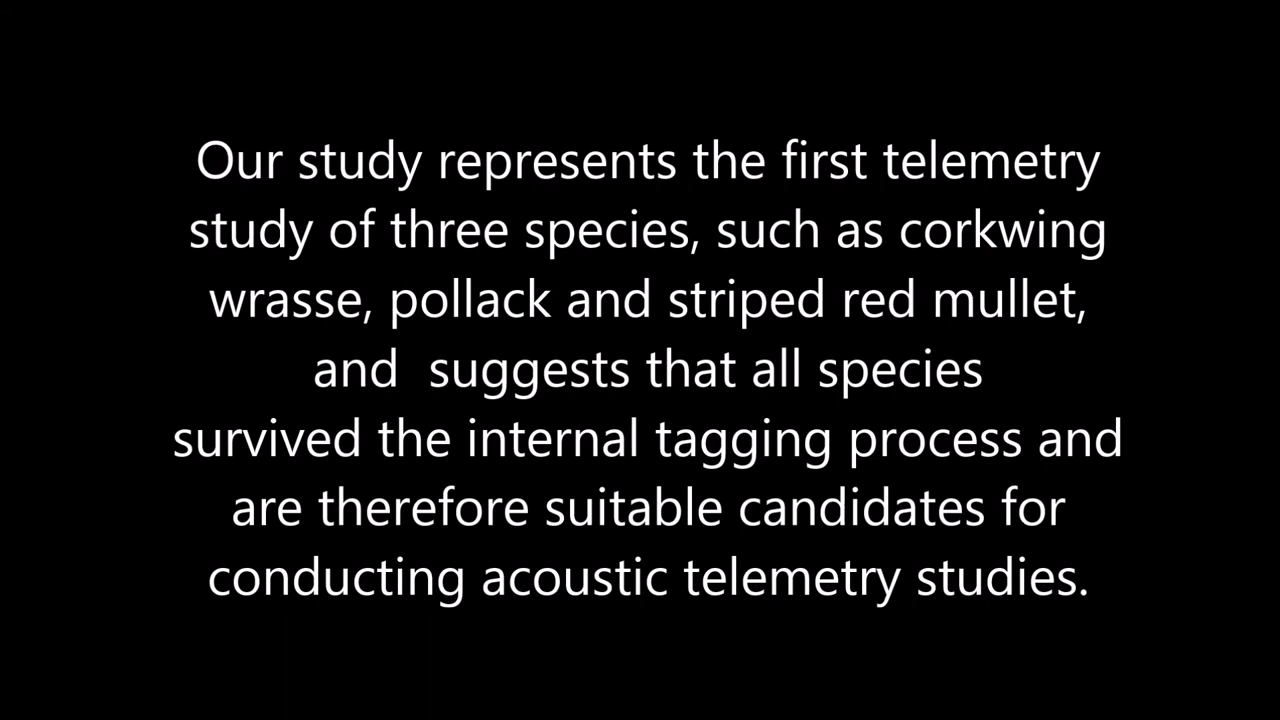 Our study represents the first telemetry
study of three species, such as corkwing
wrasse, pollack and striped red mullet,
and  suggests that all species
survived the internal tagging process and
are therefore suitable candidates for
conducting acoustic telemetry studies.